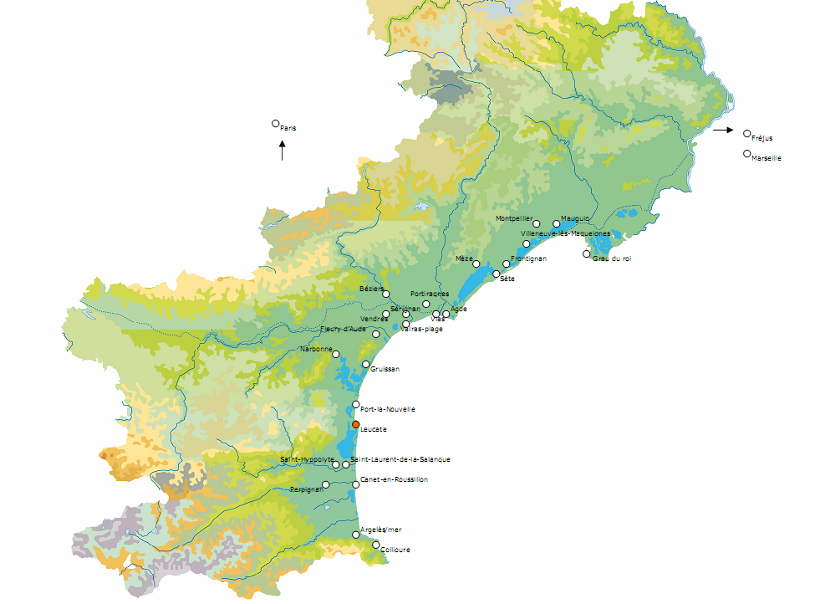 Paris
Fréjus
Marseille
Montpellier
Mauguio
Villeneuve-lès-Maguelones
Grau du roi
Mèze
Frontignan
Sète
Béziers
Portiragnes
Sérignan
Agde
Vendres
Vias
Fleury-d'Aude
Valras-plage
Narbonne
Gruissan
Port-la-Nouvelle
Leucate
Saint-Hyppolyte
Saint-Laurent-de-la-Salanque
Canet-en-Roussillon
Perpignan
Argelès/mer
Collioure